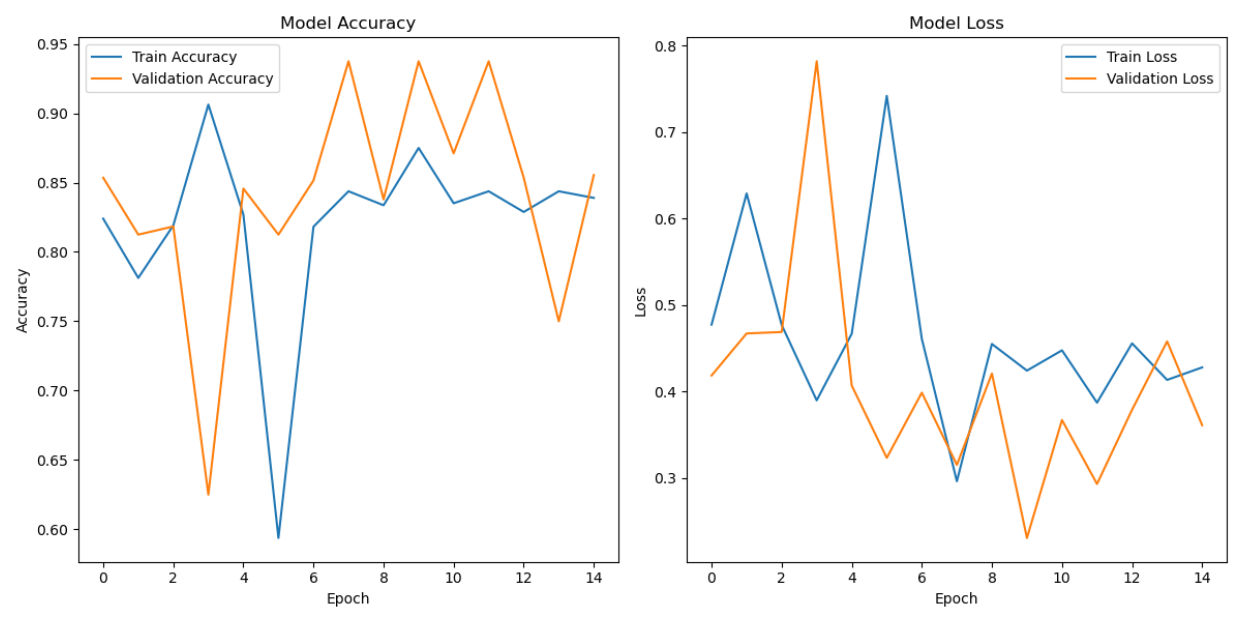 Model Accuracy
Train Accuracy
Validation Accuracy
0.95
0.90
0.85
0.80
0.75
0.70
0.65
0.60
Accuracy
0 2 4 6 8 10 12 14
Epoch
Model Loss
Train Loss
Validation Loss
0.8
0.7
0.6
0.5
0.4
0.3
Loss
0 2 4 6 8 10 12 14
Epoch